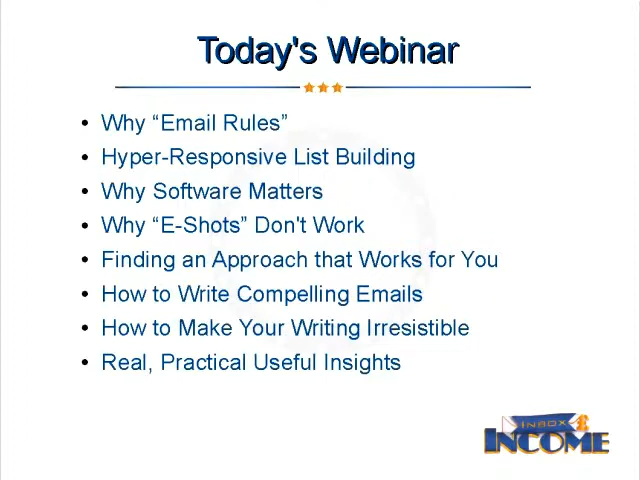 Today's Webinar
• Why “Email Rules”
• Hyper-Responsive List Building
• Why Software Matters
• Why “E-Shots” Don't Work
• Finding an Approach that Works for You
• How to Write Compelling Emails
• How to Make Your Writing Irresistible
• Real, Practical Useful Insights
INBOX
INCOME